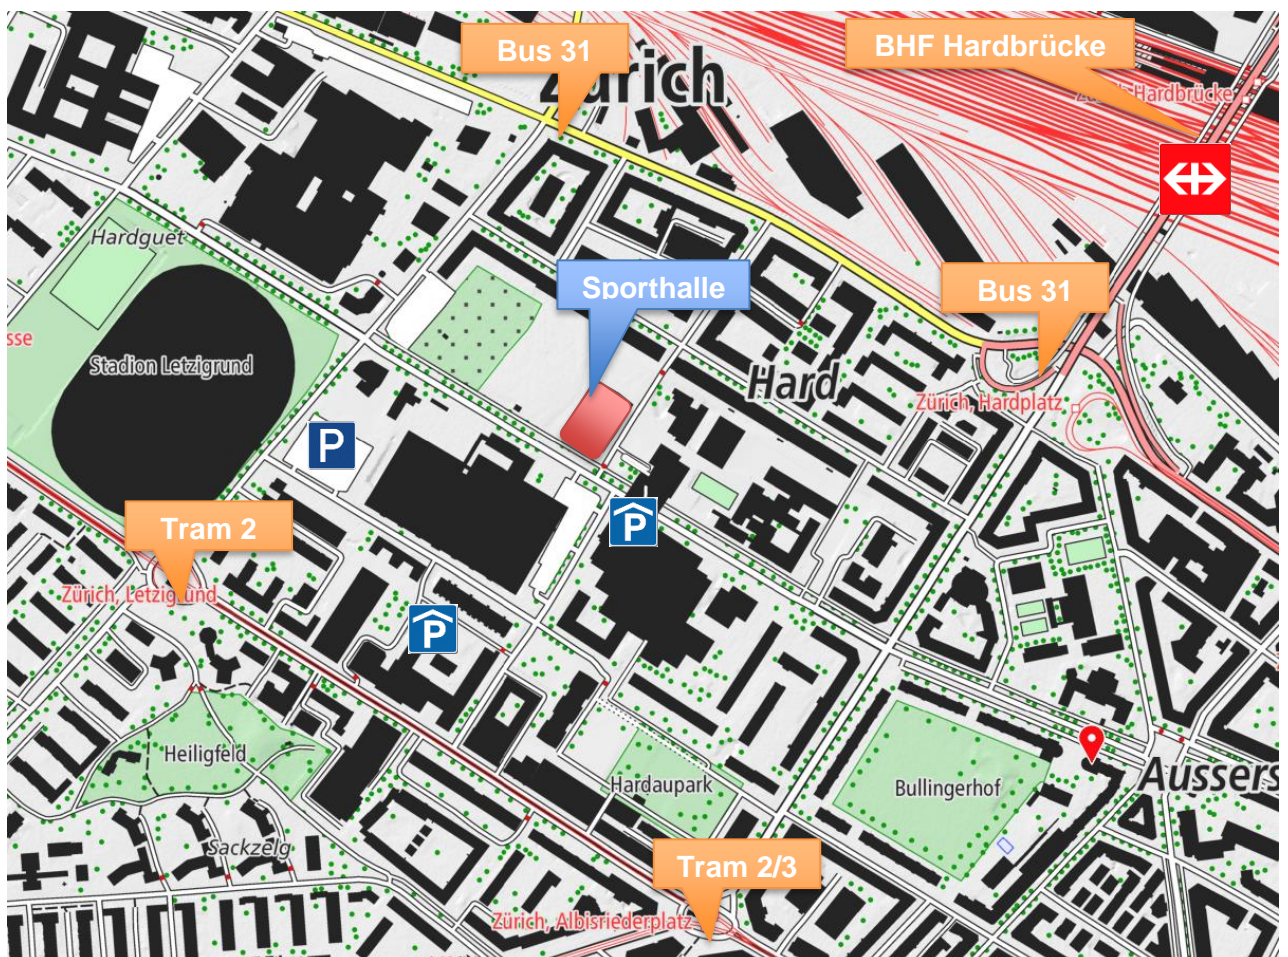 Bus 31
BHF Hardbrücke
Zürich
Hardbrücke
Hardguet
Sporthalle
Bus 31
sse
Stadion Letzigrund
Hard
Zürich, Hardplatz
P
P
Tram 2
Zürich, Letzigrund
P
Heiligfeld
Hardaupark
Bullingerhof
Aussers
Sackzelg
Tram 2/3
Zürich, Albisriederplatz